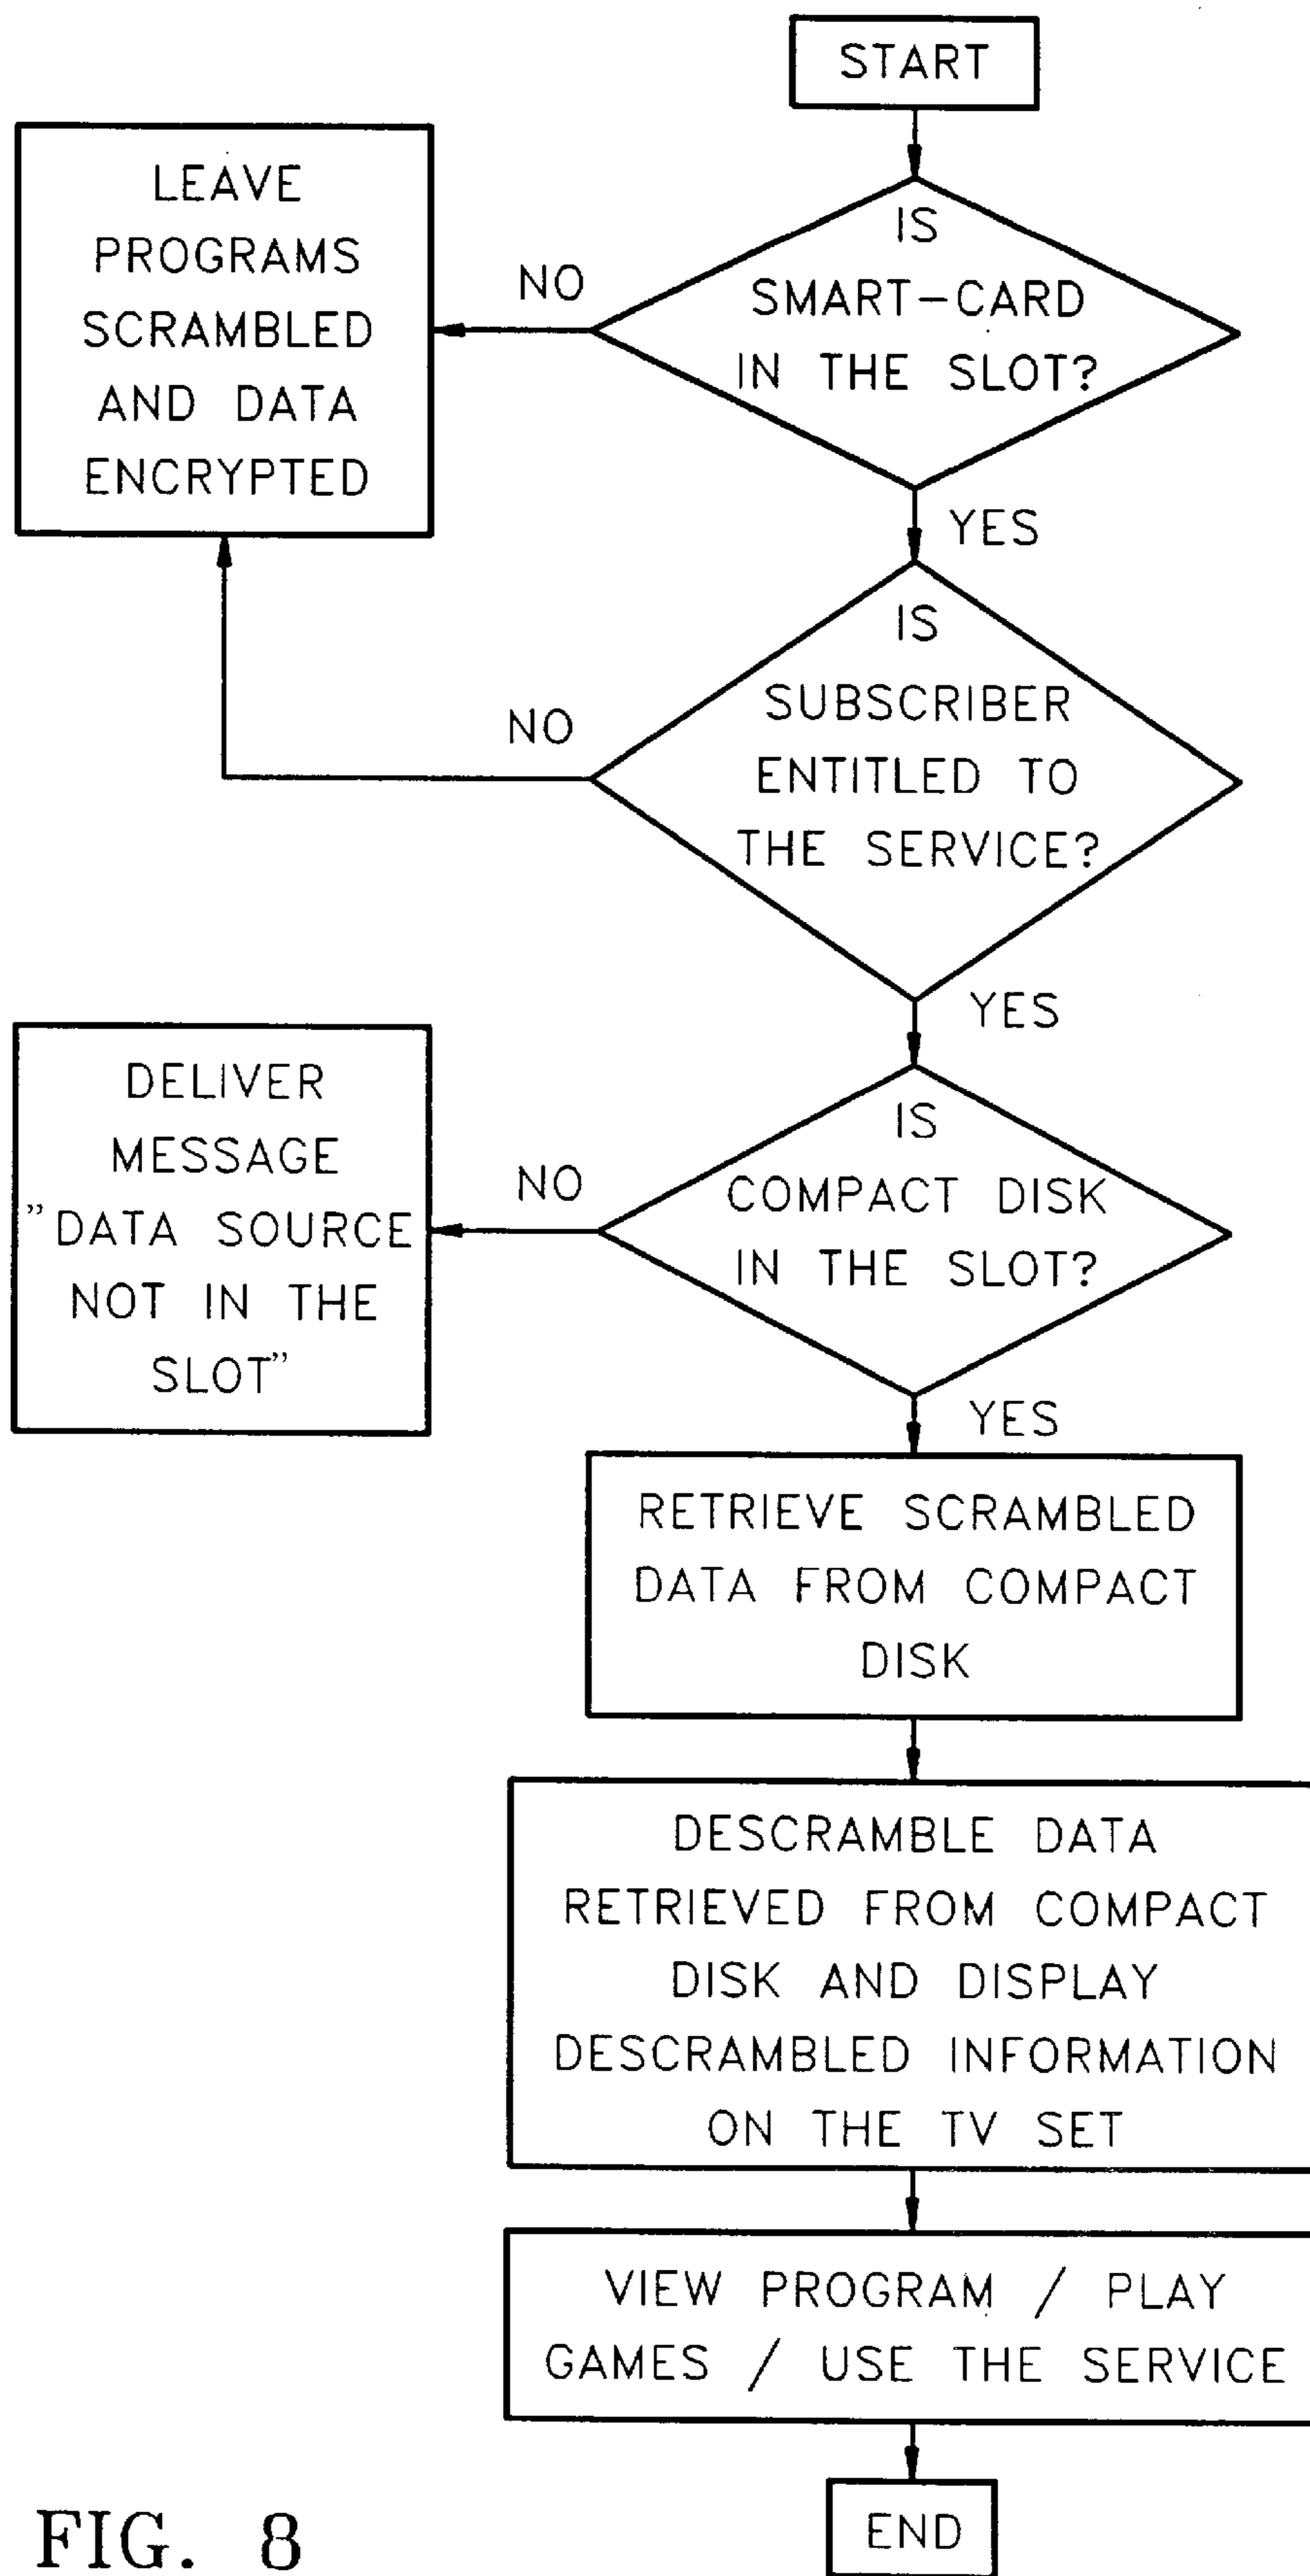 START
IS
SMART-CARD
IN THE SLOT?
NO
LEAVE
PROGRAMS
SCRAMBLED
AND DATA
ENCRYPTED
YES
IS
SUBSCRIBER
ENTITLED TO
THE SERVICE?
NO
YES
IS
COMPACT DISK
IN THE SLOT?
NO
DELIVER
MESSAGE
"DATA SOURCE
NOT IN THE
SLOT"
YES
RETRIEVE SCRAMBLED
DATA FROM COMPACT
DISK
DESCRAMBLE DATA
RETRIEVED FROM COMPACT
DISK AND DISPLAY
DESCRAMBLED INFORMATION
ON THE TV SET
VIEW PROGRAM / PLAY
GAMES / USE THE SERVICE
END
FIG. 8